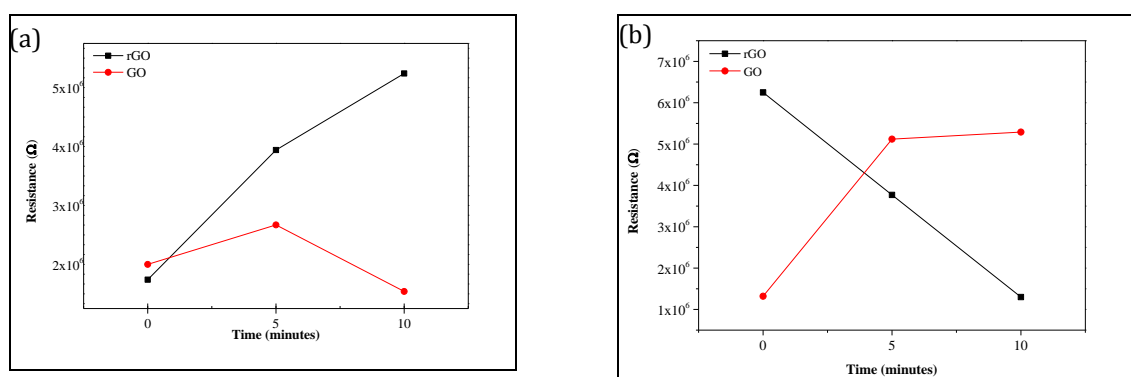 (a)
rGO
GO
5x10⁶
4x10⁶
3x10⁶
2x10⁶
Resistance (Ω)
0
5
10
Time (minutes)
(b)
rGO
GO
7x10⁶
6x10⁶
5x10⁶
4x10⁶
3x10⁶
2x10⁶
1x10⁶
Resistance (Ω)
0
5
10
Time (minutes)